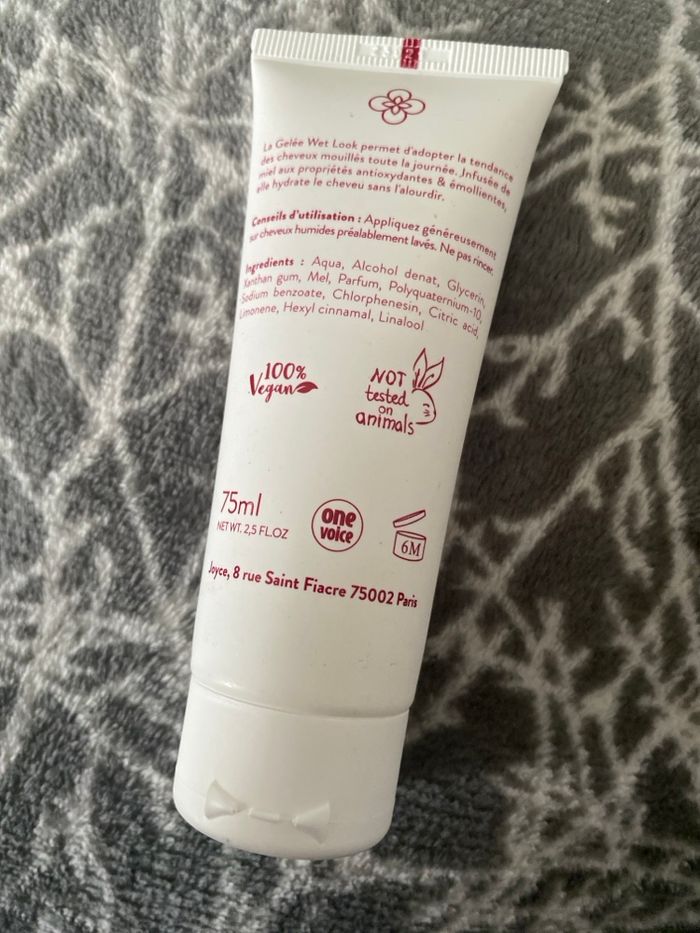 La Gelée Wet Look permet d'adopter la tendance
des cheveux mouillés toute la journée. Infusée de
miel aux propriétés antioxydantes & émollientes,
elle hydrate le cheveu sans l'alourdir.
Conseils d'utilisation : Appliquez généreusement
sur cheveux humides préalablement lavés. Ne pas rincer.
Ingredients : Aqua, Alcohol denat, Glycerin,
Xanthan gum, Mel, Parfum, Polyquaternium-10,
Sodium benzoate, Chlorphenesin, Citric acid,
Limonene, Hexyl cinnamal, Linalool
100%
Vegan
NOT
tested
on
animals
75ml
NET WT. 2,5 FL.OZ
one
voice
6M
Joyce, 8 rue Saint Fiacre 75002 Paris